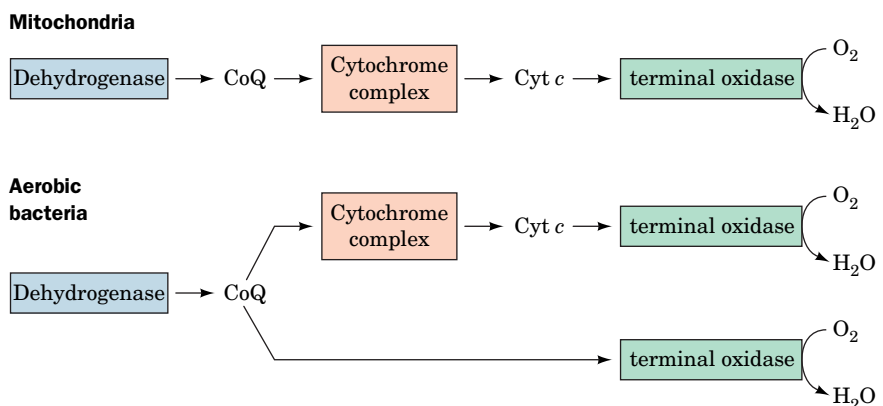 Mitochondria
Dehydrogenase
CoQ
Cytochrome
complex
Cyt c
terminal oxidase
O₂
H₂O
Aerobic
bacteria
Dehydrogenase
CoQ
Cytochrome
complex
Cyt c
terminal oxidase
O₂
H₂O
terminal oxidase
O₂
H₂O